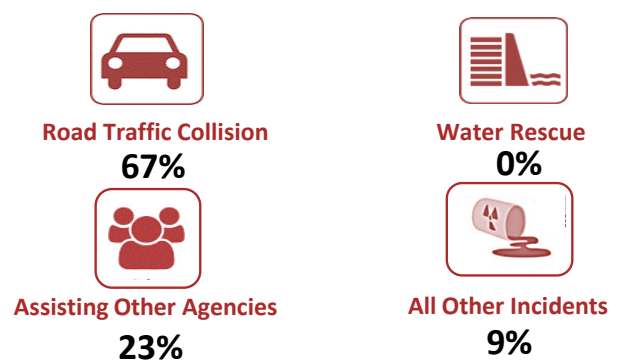 Road Traffic Collision
67%
Water Rescue
0%
Assisting Other Agencies
23%
All Other Incidents
9%